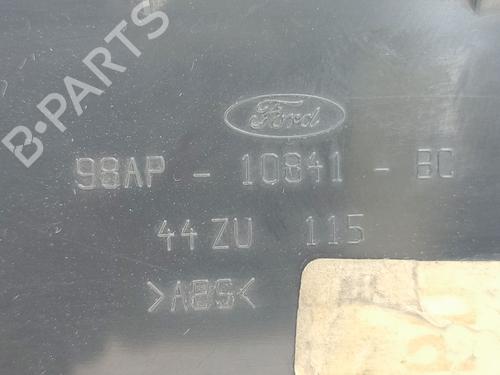 B-PARTS
Ford
98AP - 10841 - BC
44 ZU 115
>ABS<